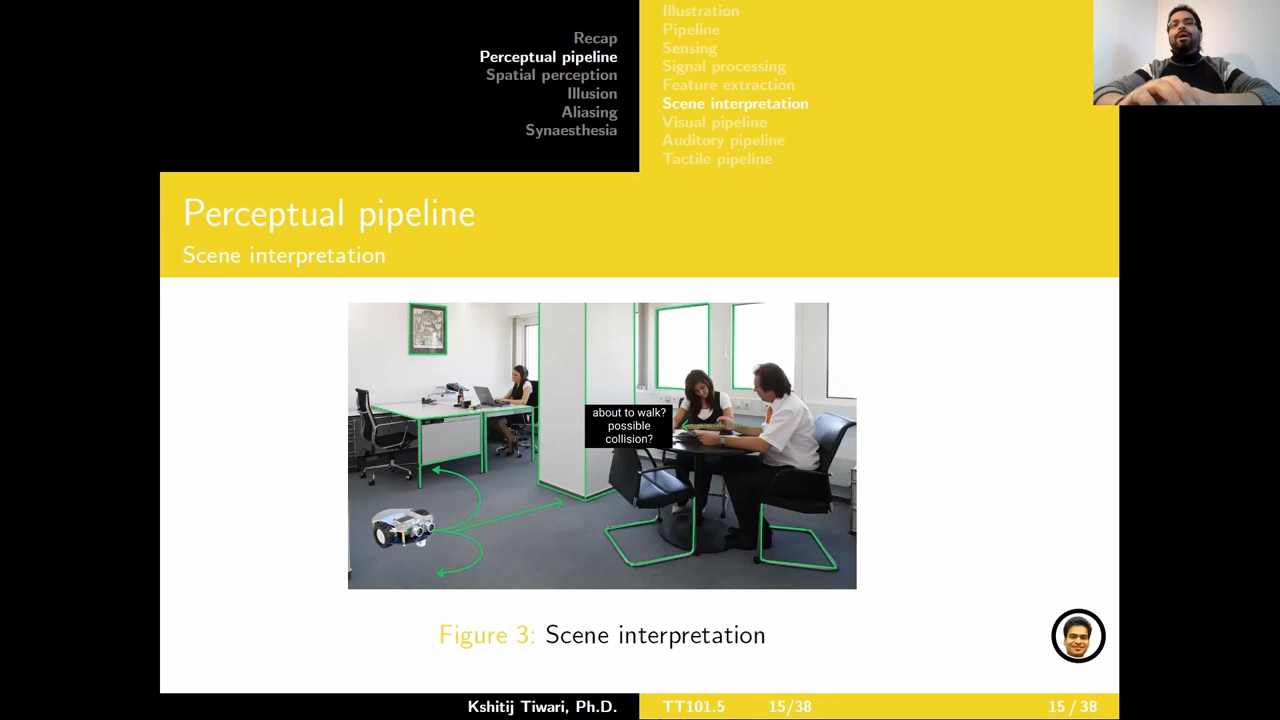 Recap
Perceptual pipeline
Spatial perception
Illusion
Aliasing
Synaesthesia
Illustration
Pipeline
Sensing
Signal processing
Feature extraction
Scene interpretation
Visual pipeline
Auditory pipeline
Tactile pipeline
Perceptual pipeline
Scene interpretation
about to walk?
possible
collision?
Figure 3: Scene interpretation
Kshitij Tiwari, Ph.D. TT101.5 15/38 15 / 38